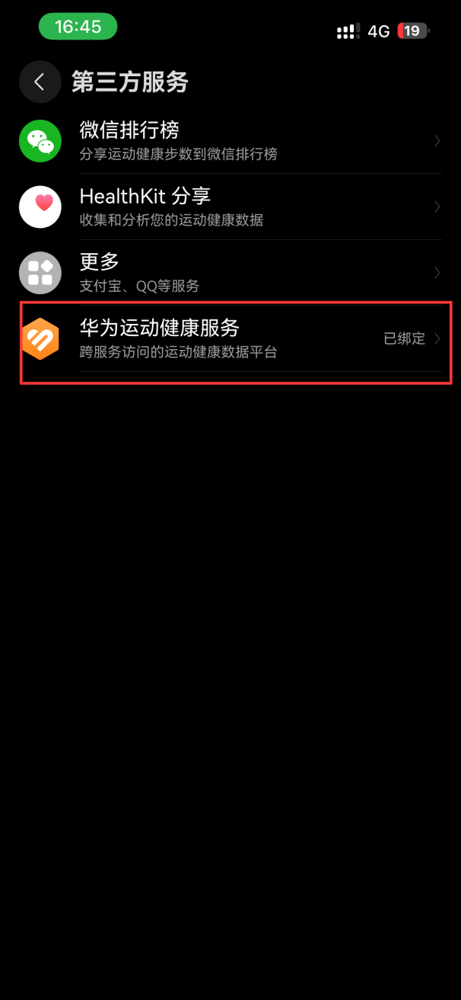 16:45
4G 19
第三方服务
微信排行榜
分享运动健康步数到微信排行榜
HealthKit 分享
收集和分析您的运动健康数据
更多
支付宝、QQ等服务
华为运动健康服务
跨服务访问的运动健康数据平台
已绑定